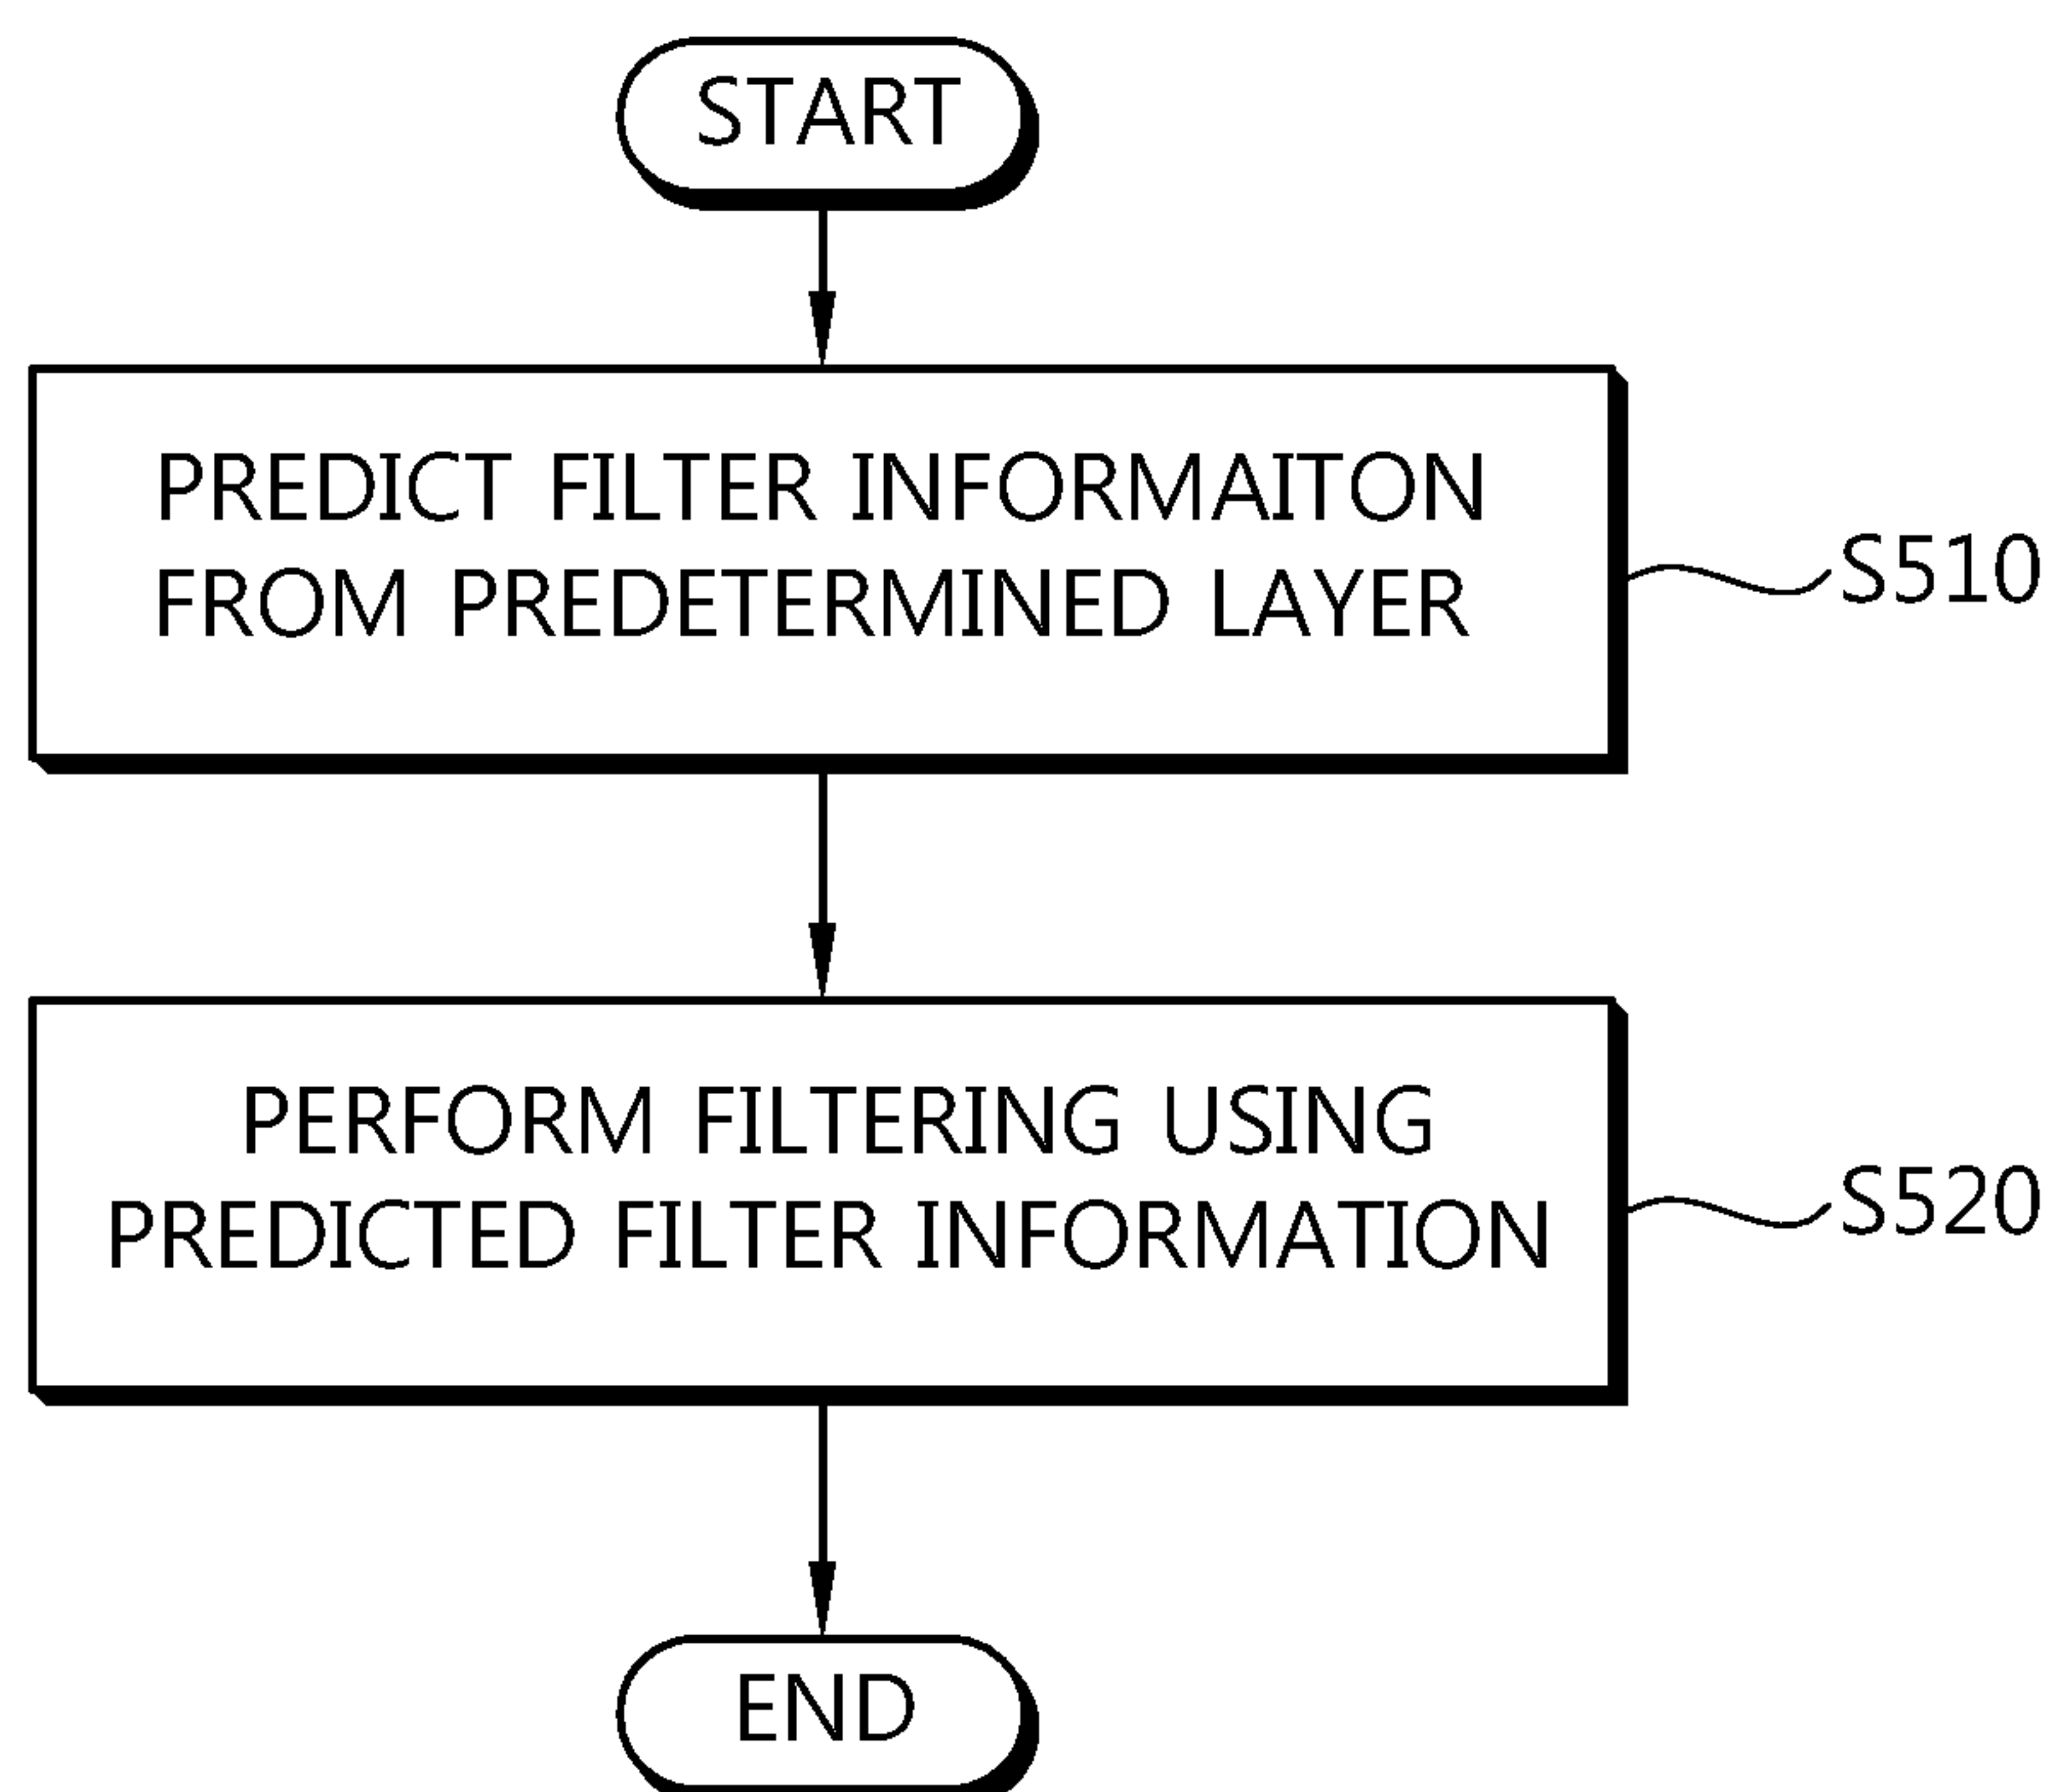 START
PREDICT FILTER INFORMAITON
FROM PREDETERMINED LAYER
S510
PERFORM FILTERING USING
PREDICTED FILTER INFORMATION
S520
END